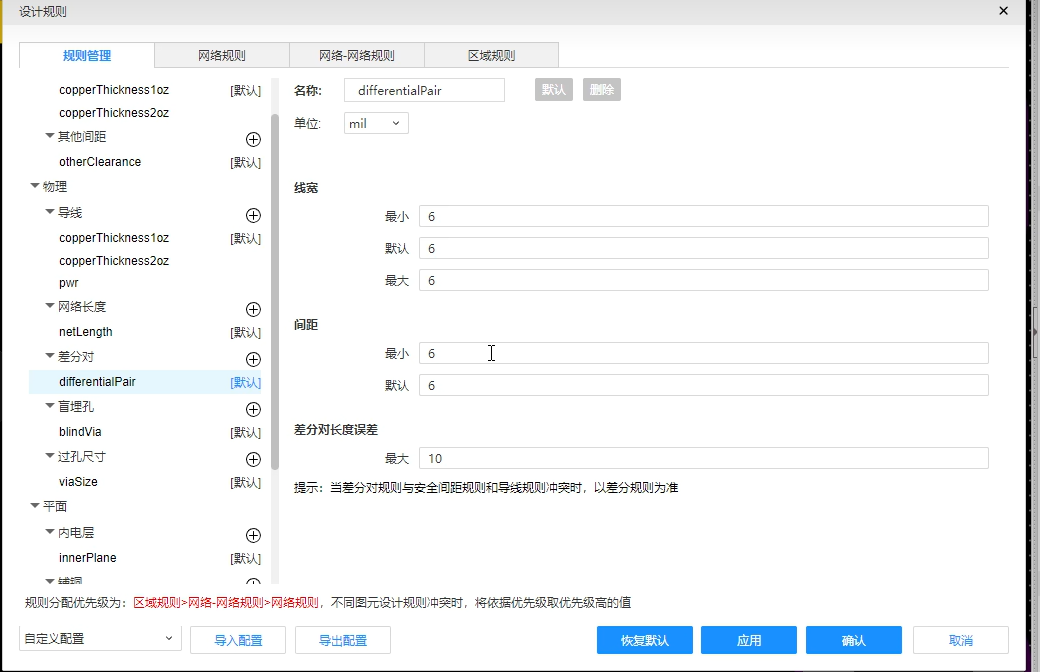 设计规则
规则管理 网络规则 网络-网络规则 区域规则
copperThickness1oz [默认]
copperThickness2oz
其他间距
otherClearance [默认]
物理
导线
copperThickness1oz [默认]
copperThickness2oz
pwr
网络长度
netLength [默认]
差分对
differentialPair [默认]
盲埋孔
blindVia [默认]
过孔尺寸
viaSize [默认]
平面
内电层
innerPlane [默认]
铺铜
名称: differentialPair 默认 删除
单位: mil
线宽
最小 6
默认 6
最大 6
间距
最小 6
默认 6
差分对长度误差
最大 10
提示：当差分对规则与安全间距规则和导线规则冲突时，以差分规则为准
规则分配优先级为：区域规则>网络-网络规则>网络规则，不同图元设计规则冲突时，将依据优先级取优先级高的值
自定义配置 导入配置 导出配置 恢复默认 应用 确认 取消